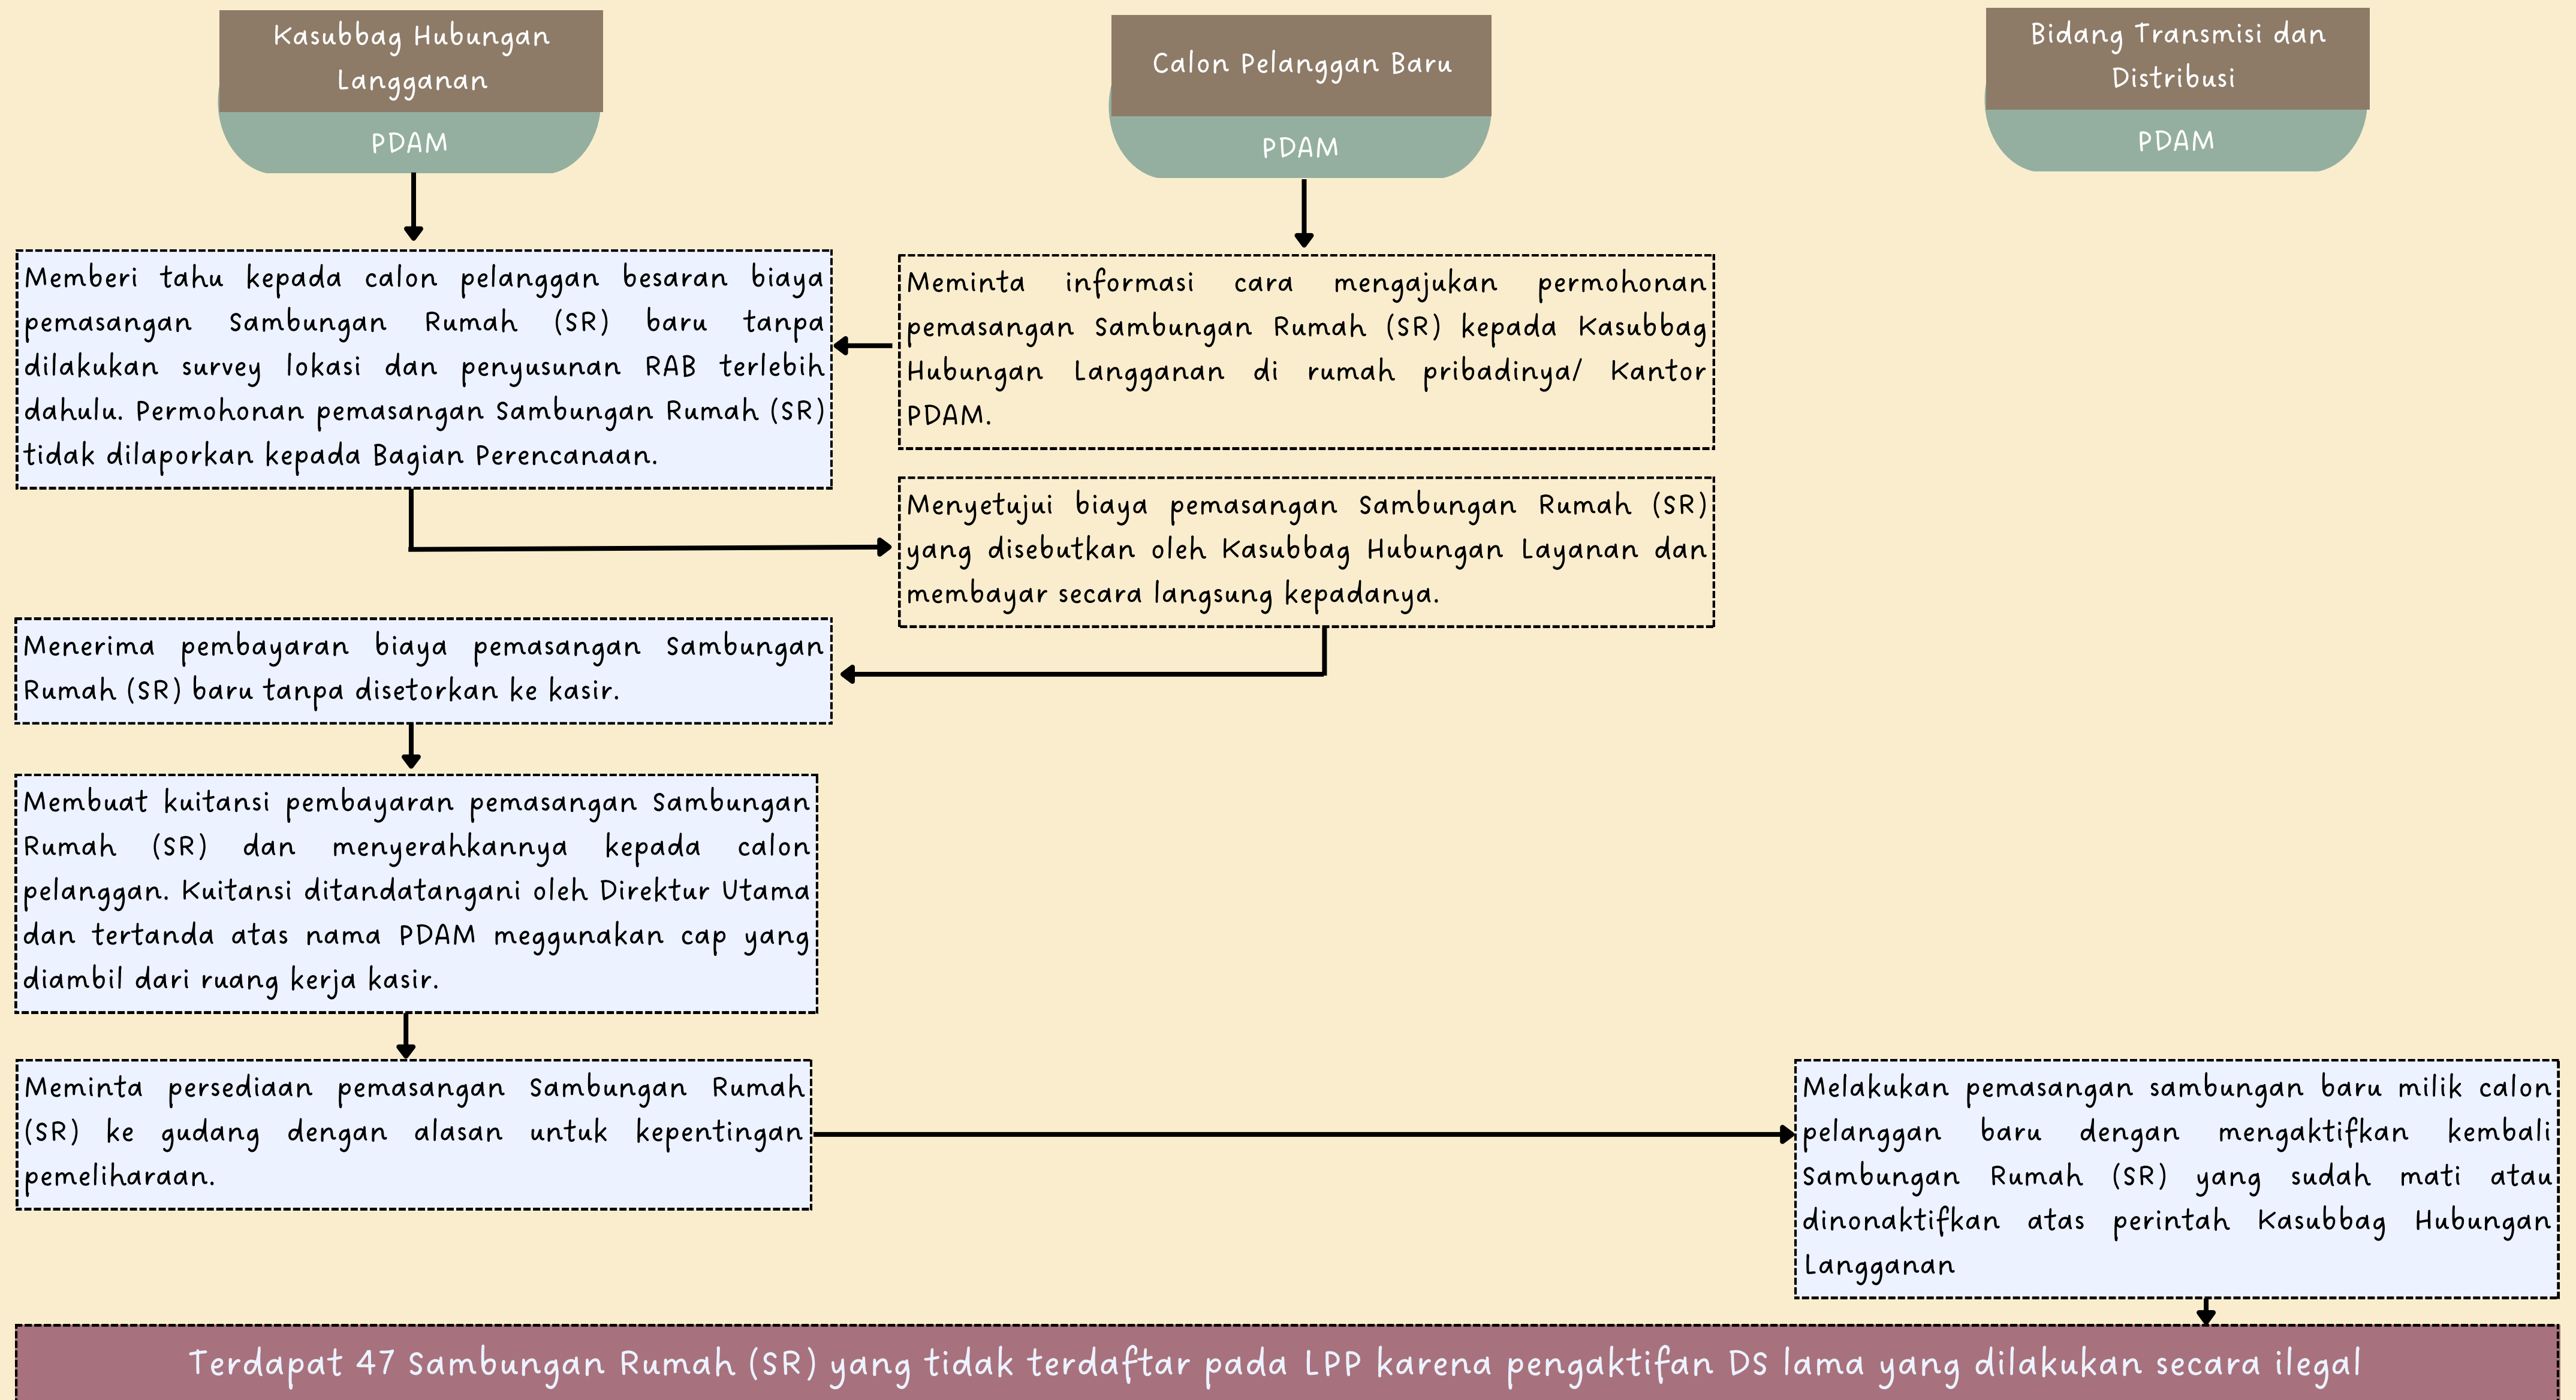 Kasubbag Hubungan
Langganan
PDAM
Calon Pelanggan Baru
PDAM
Bidang Transmisi dan
Distribusi
PDAM
Memberi tahu kepada calon pelanggan besaran biaya
pemasangan Sambungan Rumah (SR) baru tanpa
dilakukan survey lokasi dan penyusunan RAB terlebih
dahulu. Permohonan pemasangan Sambungan Rumah (SR)
tidak dilaporkan kepada Bagian Perencanaan.
Meminta informasi cara mengajukan permohonan
pemasangan Sambungan Rumah (SR) kepada Kasubbag
Hubungan Langganan di rumah pribadinya/ Kantor
PDAM.
Menyetujui biaya pemasangan Sambungan Rumah (SR)
yang disebutkan oleh Kasubbag Hubungan Layanan dan
membayar secara langsung kepadanya.
Menerima pembayaran biaya pemasangan Sambungan
Rumah (SR) baru tanpa disetorkan ke kasir.
Membuat kuitansi pembayaran pemasangan Sambungan
Rumah (SR) dan menyerahkannya kepada calon
pelanggan. Kuitansi ditandatangani oleh Direktur Utama
dan tertanda atas nama PDAM meggunakan cap yang
diambil dari ruang kerja kasir.
Meminta persediaan pemasangan Sambungan Rumah
(SR) ke gudang dengan alasan untuk kepentingan
pemeliharaan.
Melakukan pemasangan sambungan baru milik calon
pelanggan baru dengan mengaktifkan kembali
Sambungan Rumah (SR) yang sudah mati atau
dinonaktifkan atas perintah Kasubbag Hubungan
Langganan
Terdapat 47 Sambungan Rumah (SR) yang tidak terdaftar pada LPP karena pengaktifan DS lama yang dilakukan secara ilegal